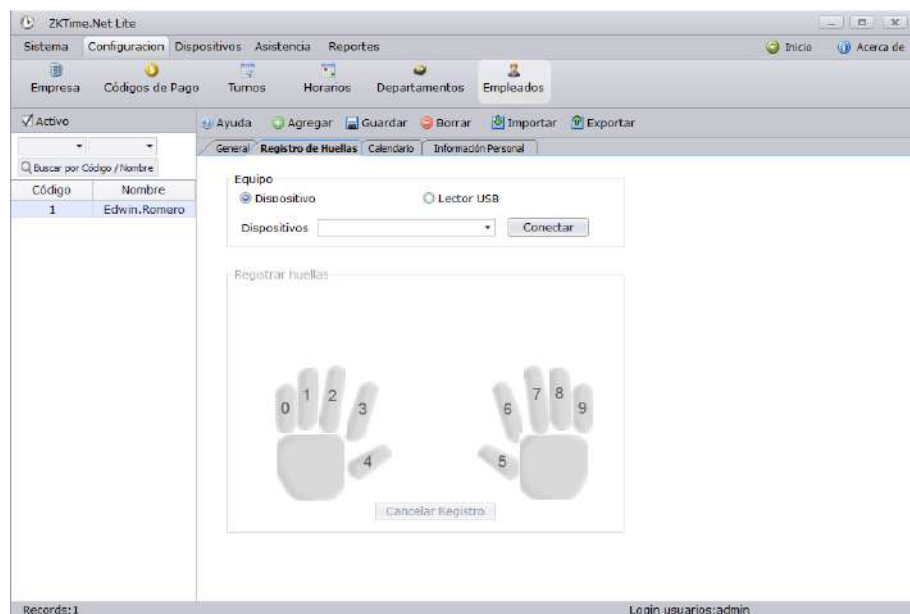 ZKTime.Net Lite
Sistema Configuracion Dispositivos Asistencia Reportes Inicio Acerca de
Empresa Códigos de Pago Turnos Horarios Departamentos Empleados
Activo Ayuda Agregar Guardar Borrar Importar Exportar
General Registro de Huellas Calendario Información Personal
Buscar por Código / Nombre
Código Nombre
1 Edwin.Romero
Equipo
Dispositivo Lector USB
Dispositivos Conectar
Registrar huellas
0 1 2 3 4 5 6 7 8 9
Cancelar Registro
Records:1 Login usuarios:admin